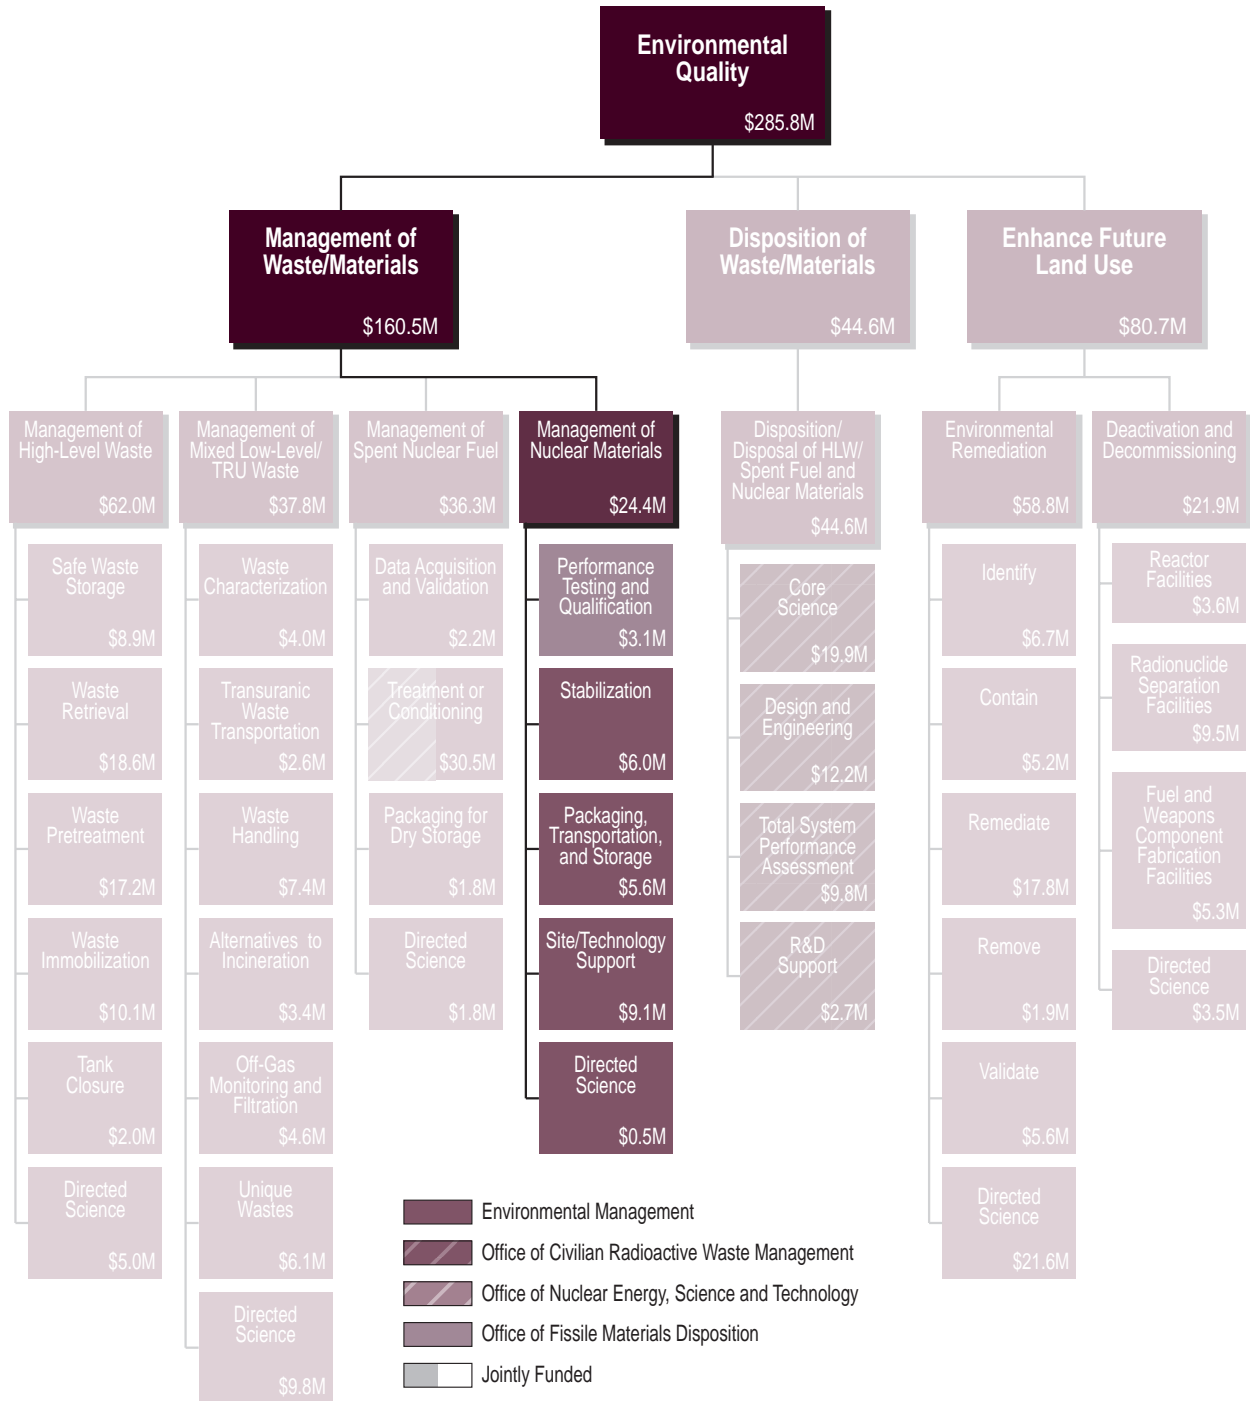 Environmental
Quality
$285.8M
Management of
Waste/Materials
$160.5M
Disposition of
Waste/Materials
$44.6M
Enhance Future
Land Use
$80.7M
Management of
High-Level Waste
$62.0M
Management of
Mixed Low-Level/
TRU Waste
$37.8M
Management of
Spent Nuclear Fuel
$36.3M
Management of
Nuclear Materials
$24.4M
Disposition/
Disposal of HLW/
Spent Fuel and
Nuclear Materials
$44.6M
Environmental
Remediation
$58.8M
Deactivation and
Decommissioning
$21.9M
Safe Waste
Storage
$8.9M
Waste
Retrieval
$18.6M
Waste
Pretreatment
$17.2M
Waste
Immobilization
$10.1M
Tank
Closure
$2.0M
Directed
Science
$5.0M
Waste
Characterization
$4.0M
Transuranic
Waste
Transportation
$2.6M
Waste
Handling
$7.4M
Alternatives to
Incineration
$3.4M
Off-Gas
Monitoring and
Filtration
$4.6M
Unique
Wastes
$6.1M
Directed
Science
$9.8M
Data Acquisition
and Validation
$2.2M
Treatment or
Conditioning
$30.5M
Packaging for
Dry Storage
$1.8M
Directed
Science
$1.8M
Performance
Testing and
Qualification
$3.1M
Stabilization
$6.0M
Packaging,
Transportation,
and Storage
$5.6M
Site/Technology
Support
$9.1M
Directed
Science
$0.5M
Core
Science
$19.9M
Design and
Engineering
$12.2M
Total System
Performance
Assessment
$9.8M
R&D
Support
$2.7M
Identify
$6.7M
Contain
$5.2M
Remediate
$17.8M
Remove
$1.9M
Validate
$5.6M
Directed
Science
$21.6M
Reactor
Facilities
$3.6M
Radionuclide
Separation
Facilities
$9.5M
Fuel and
Weapons
Component
Fabrication
Facilities
$5.3M
Directed
Science
$3.5M
Environmental Management
Office of Civilian Radioactive Waste Management
Office of Nuclear Energy, Science and Technology
Office of Fissile Materials Disposition
Jointly Funded